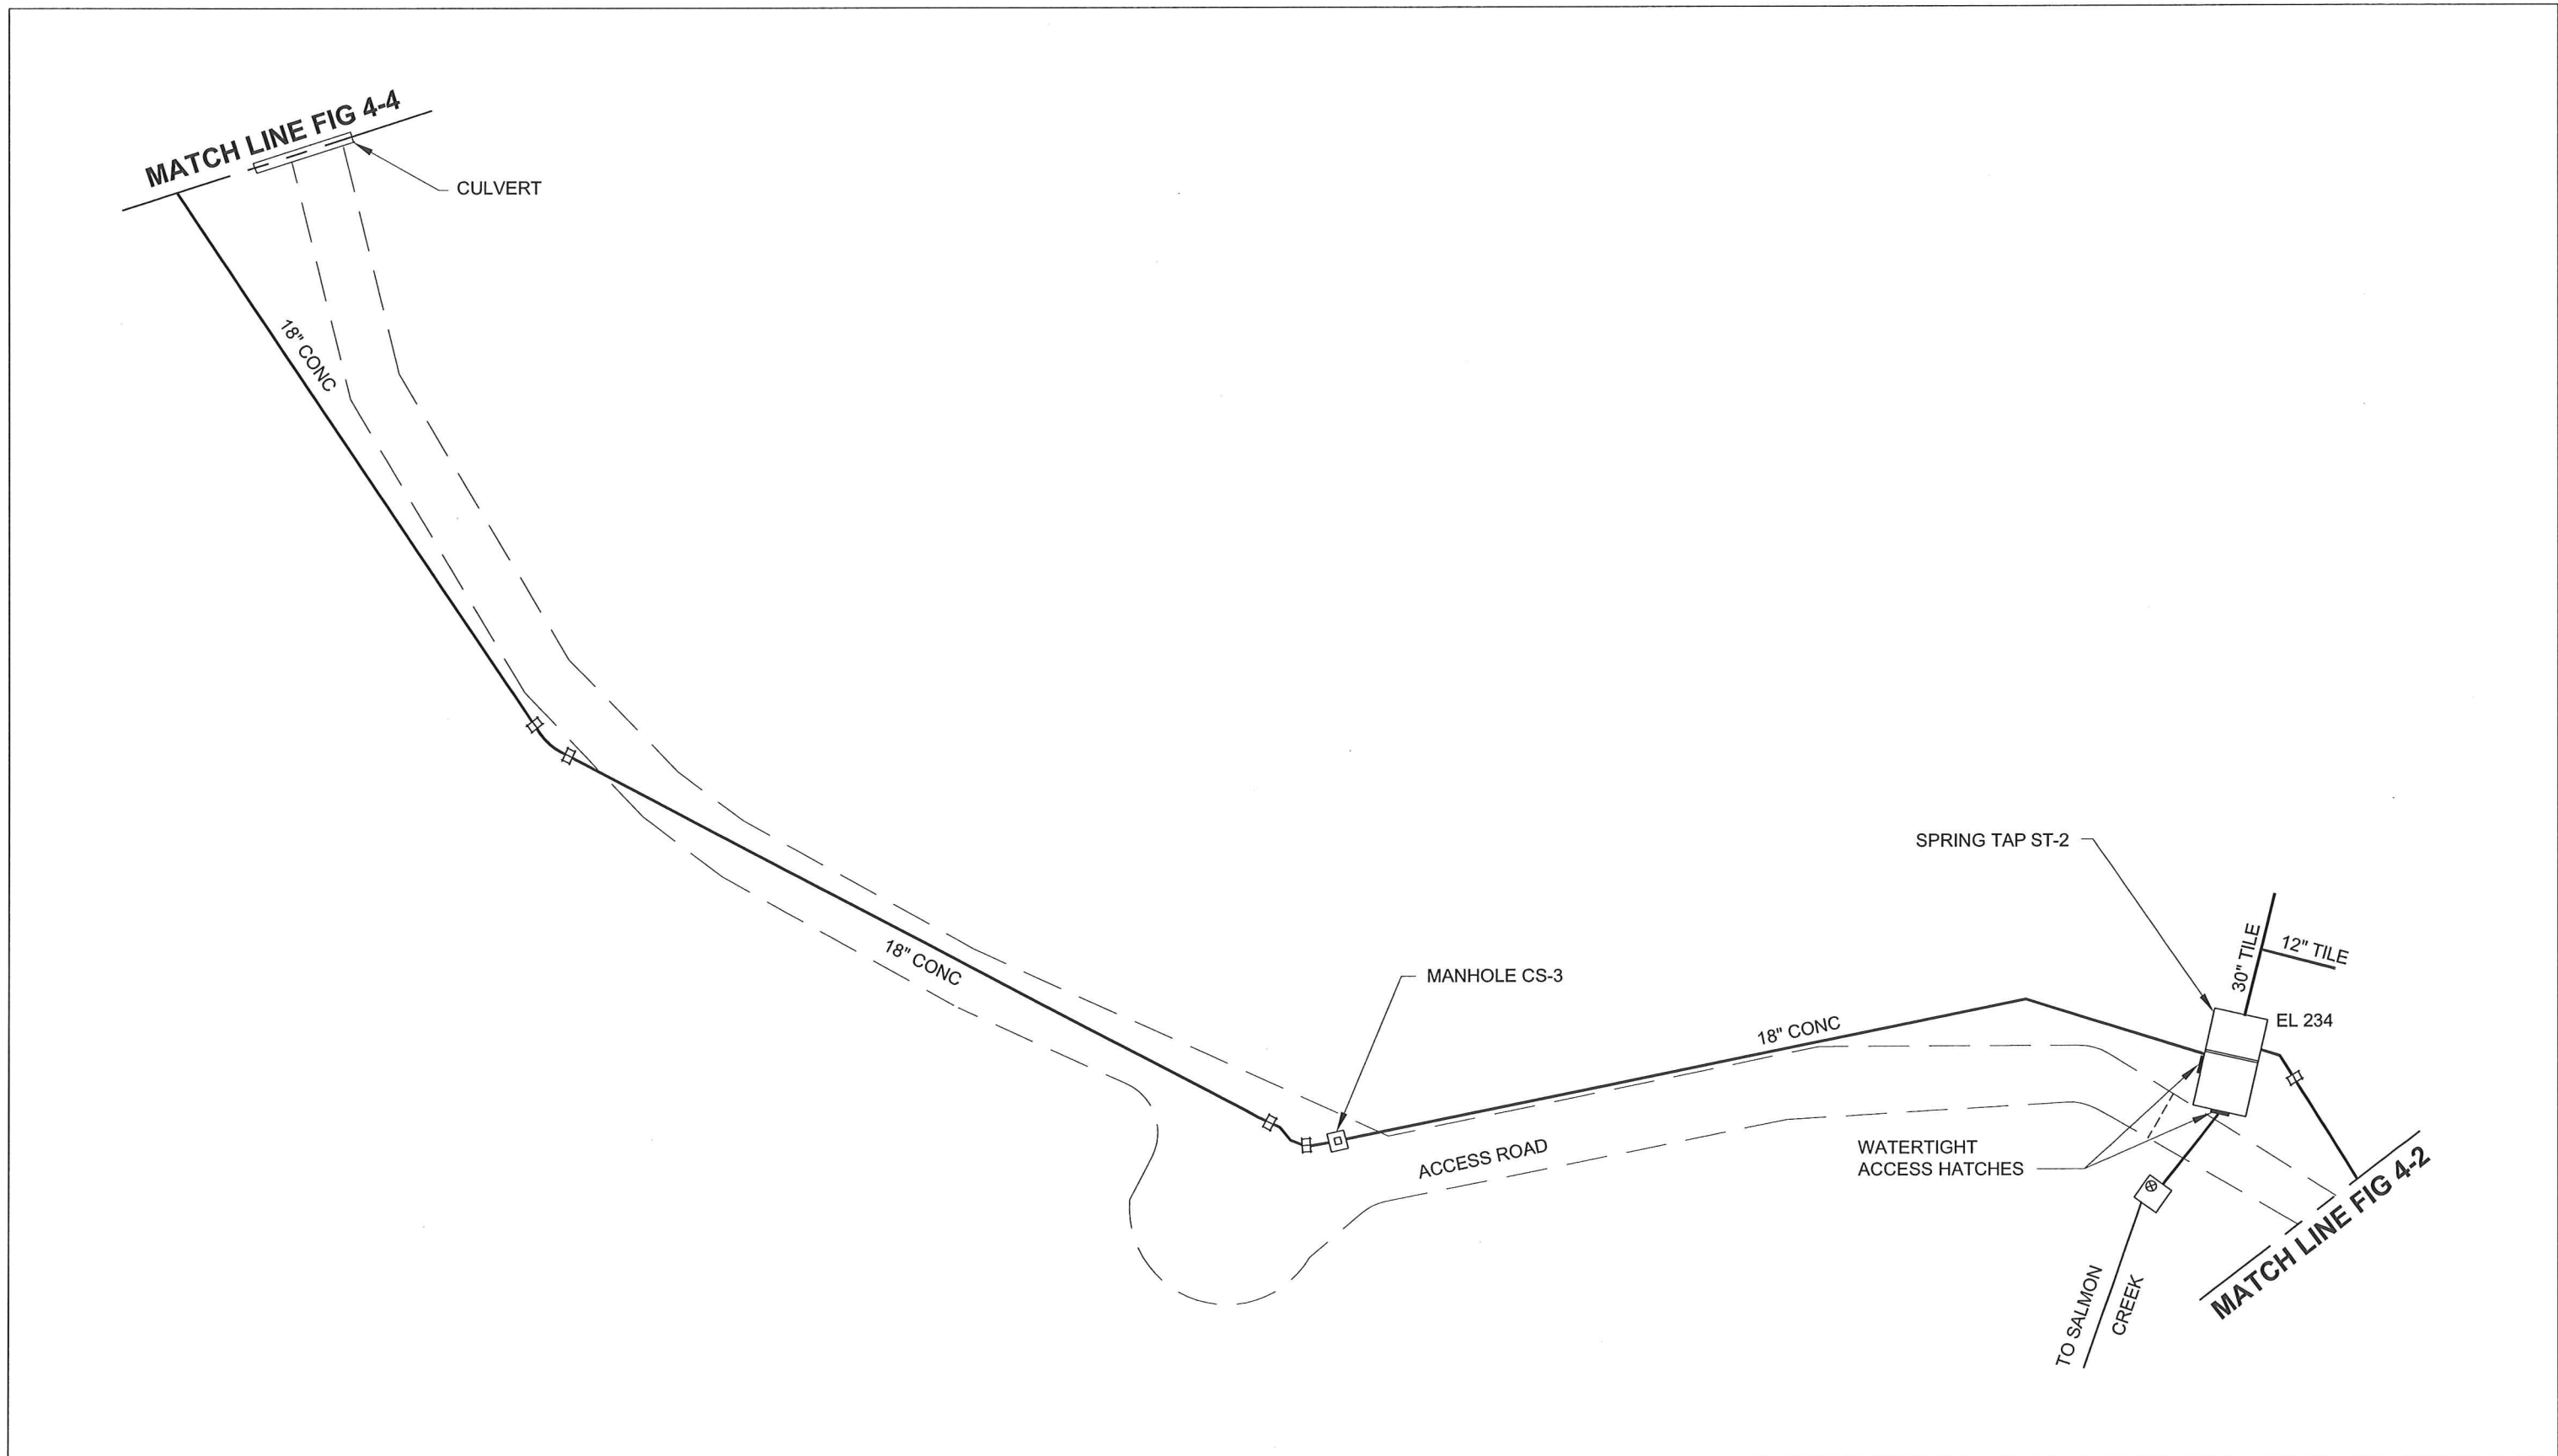 MATCH LINE FIG 4-4
CULVERT
18" CONC
SPRING TAP ST-2
30" TILE
12" TILE
18" CONC
MANHOLE CS-3
18" CONC
EL 234
ACCESS ROAD
WATERTIGHT
ACCESS HATCHES
MATCH LINE FIG 4-2
TO SALMON
CREEK